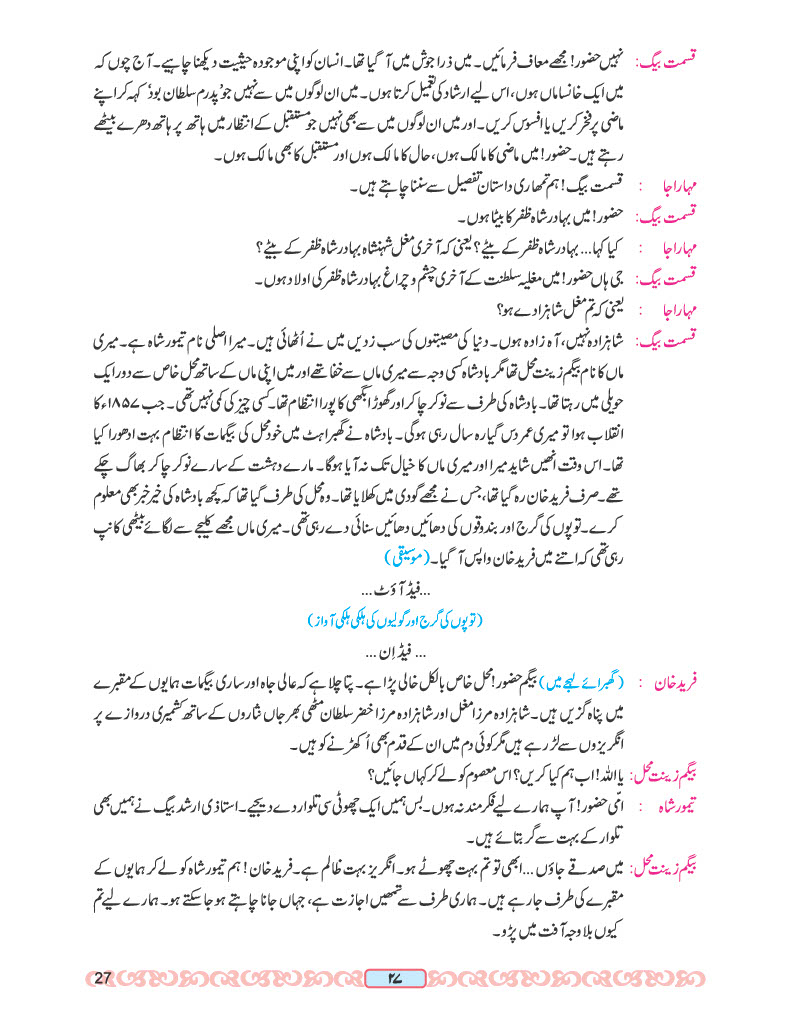 قسمت بیگ: نہیں حضور! مجھے معاف فرمائیں۔ میں ذرا جوش میں آ گیا تھا۔ انسان کو اپنی موجودہ حیثیت دیکھنا چاہیے۔ آج چوں کہ
میں ایک خانساماں ہوں، اس لیے ارشاد کی تعمیل کرتا ہوں۔ میں ان لوگوں میں سے نہیں جو 'پدرم سلطان بود' کہہ کر اپنے
ماضی پر فخر کریں یا افسوس کریں۔ اور میں ان لوگوں میں سے بھی نہیں جو مستقبل کے انتظار میں ہاتھ پر ہاتھ دھرے بیٹھے
رہتے ہیں۔ حضور! میں ماضی کا مالک ہوں، حال کا مالک ہوں اور مستقبل کا بھی مالک ہوں۔
مہاراجا : قسمت بیگ! ہم تمھاری داستان تفصیل سے سننا چاہتے ہیں۔
قسمت بیگ: حضور! میں بہادر شاہ ظفر کا بیٹا ہوں۔
مہاراجا : کیا کہا... بہادر شاہ ظفر کے بیٹے؟ یعنی کہ آخری مغل شہنشاہ بہادر شاہ ظفر کے بیٹے؟
قسمت بیگ: جی ہاں حضور! میں مغلیہ سلطنت کے آخری چشم و چراغ بہادر شاہ ظفر کی اولاد ہوں۔
مہاراجا : یعنی کہ تم مغل شاہزادے ہو؟
قسمت بیگ: شاہزادہ نہیں، آہ زادہ ہوں۔ دنیا کی مصیبتوں کی سب زدیں میں نے اُٹھائی ہیں۔ میرا اصلی نام تیمور شاہ ہے۔ میری
ماں کا نام بیگم زینت محل تھا مگر بادشاہ کسی وجہ سے میری ماں سے خفا تھے اور میں اپنی ماں کے ساتھ محل خاص سے دور ایک
حویلی میں رہتا تھا۔ بادشاہ کی طرف سے نوکر چاکر اور گھوڑا بگھی کا پورا انتظام تھا۔ کسی چیز کی کمی نہیں تھی۔ جب ۱۸۵۷ء کا
انقلاب ہوا تو میری عمر دس گیارہ سال رہی ہوگی۔ بادشاہ نے گھبراہٹ میں خود محل کی بیگمات کا انتظام بہت ادھورا کیا
تھا۔ اس وقت انھیں شاید میرا اور میری ماں کا خیال تک نہ آیا ہوگا۔ مارے دہشت کے سارے نوکر چاکر بھاگ چکے
تھے۔ صرف فرید خان رہ گیا تھا، جس نے مجھے گودی میں کھلایا تھا۔ وہ محل کی طرف گیا تھا کہ کچھ بادشاہ کی خیر خبر بھی معلوم
کرے۔ توپوں کی گرج اور بندوقوں کی دھائیں دھائیں سنائی دے رہی تھی۔ میری ماں مجھے کلیجے سے لگائے بیٹھی کانپ
رہی تھی کہ اتنے میں فرید خان واپس آ گیا۔ (موسیقی)
...فیڈ آؤٹ...
(توپوں کی گرج اور گولیوں کی ہلکی ہلکی آواز)
... فیڈ اِن ...
فرید خان : (گھبرائے لہجے میں) بیگم حضور! محل خاص بالکل خالی پڑا ہے۔ پتا چلا ہے کہ عالی جاہ اور ساری بیگمات ہمایوں کے مقبرے
میں پناہ گزیں ہیں۔ شاہزادہ مرزا مغل اور شاہزادہ مرزا خضر سلطان مٹھی بھر جاں نثاروں کے ساتھ کشمیری دروازے پر
انگریزوں سے لڑ رہے ہیں مگر کوئی دم میں ان کے قدم بھی اُکھڑنے کو ہیں۔
بیگم زینت محل: یا اللہ! اب ہم کیا کریں؟ اس معصوم کو لے کر کہاں جائیں؟
تیمور شاہ : امّی حضور! آپ ہمارے لیے فکر مند نہ ہوں۔ بس ہمیں ایک چھوٹی سی تلوار دے دیجیے۔ استاذی ارشد بیگ نے ہمیں بھی
تلوار کے بہت سے گر بتائے ہیں۔
بیگم زینت محل: میں صدقے جاؤں ... ابھی تو تم بہت چھوٹے ہو۔ انگریز بہت ظالم ہے۔ فرید خان! ہم تیمور شاہ کو لے کر ہمایوں کے
مقبرے کی طرف جا رہے ہیں۔ ہماری طرف سے تمھیں اجازت ہے، جہاں جانا چاہتے ہو جا سکتے ہو۔ ہمارے لیے تم
کیوں بلاوجہ آفت میں پڑو۔
۲۷
27